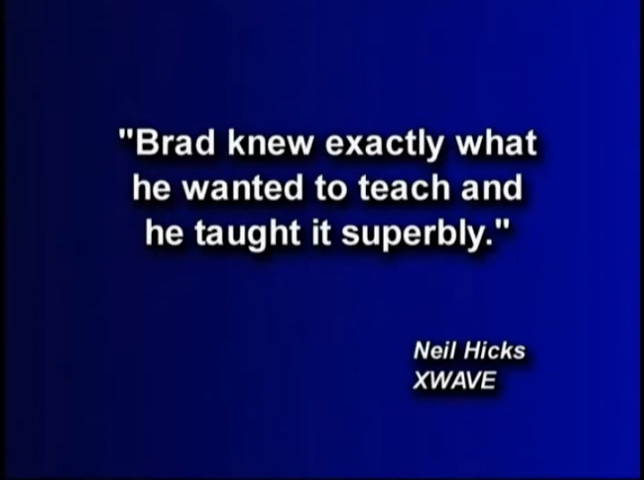 "Brad knew exactly what
he wanted to teach and
he taught it superbly."
Neil Hicks
XWAVE